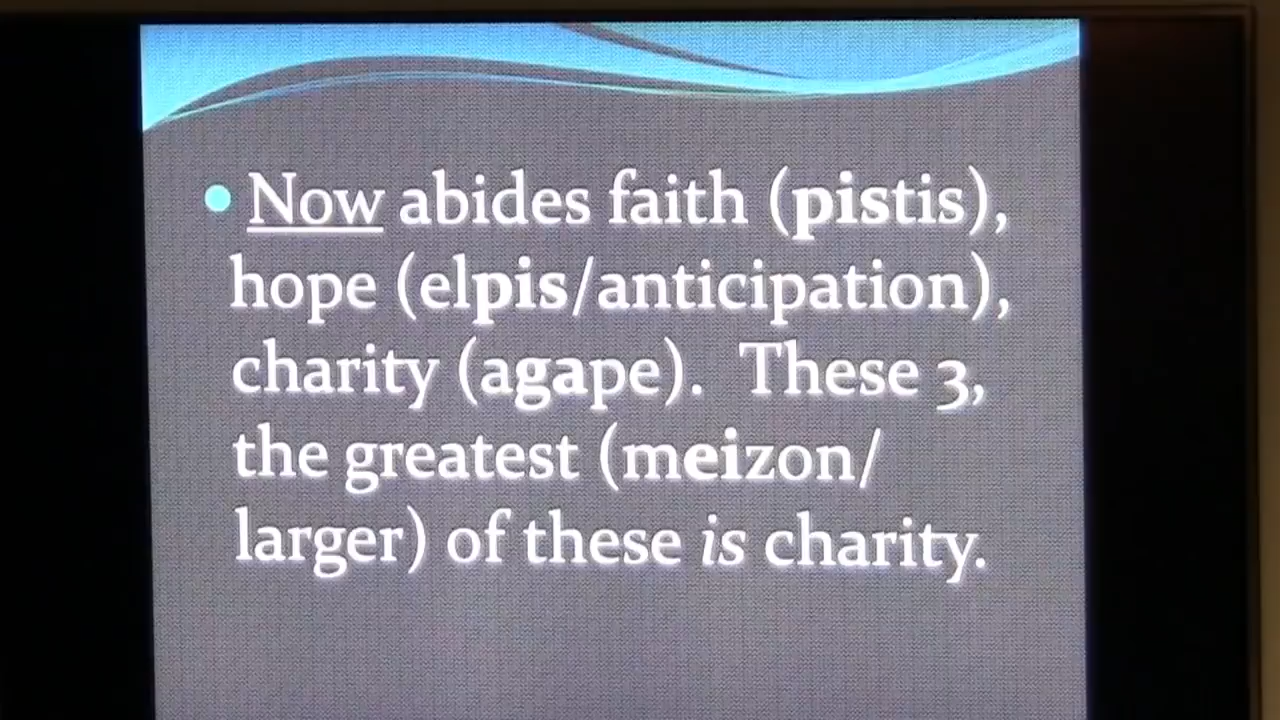 • Now abides faith (pistis),
hope (elpis/anticipation),
charity (agape).  These 3,
the greatest (meizon/
larger) of these is charity.